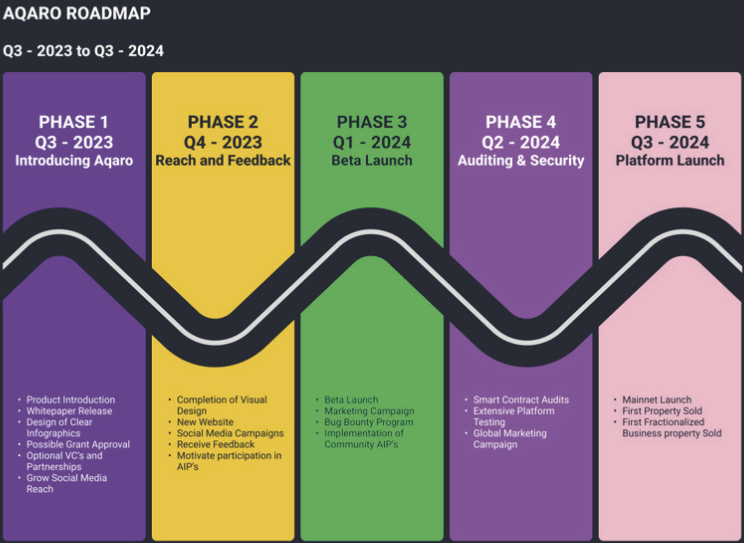 AQARO ROADMAP
Q3 - 2023 to Q3 - 2024
PHASE 1
Q3 - 2023
Introducing Aqaro
• Product Introduction
• Whitepaper Release
• Design of Clear
Infographics
• Possible Grant Approval
• Optional VC's and
Partnerships
• Grow Social Media
Reach
PHASE 2
Q4 - 2023
Reach and Feedback
• Completion of Visual
Design
• New Website
• Social Media Campaigns
• Receive Feedback
• Motivate participation in
AIP's
PHASE 3
Q1 - 2024
Beta Launch
• Beta Launch
• Marketing Campaign
• Bug Bounty Program
• Implementation of
Community AIP's
PHASE 4
Q2 - 2024
Auditing & Security
• Smart Contract Audits
• Extensive Platform
Testing
• Global Marketing
Campaign
PHASE 5
Q3 - 2024
Platform Launch
• Mainnet Launch
• First Property Sold
• First Fractionalized
Business property Sold